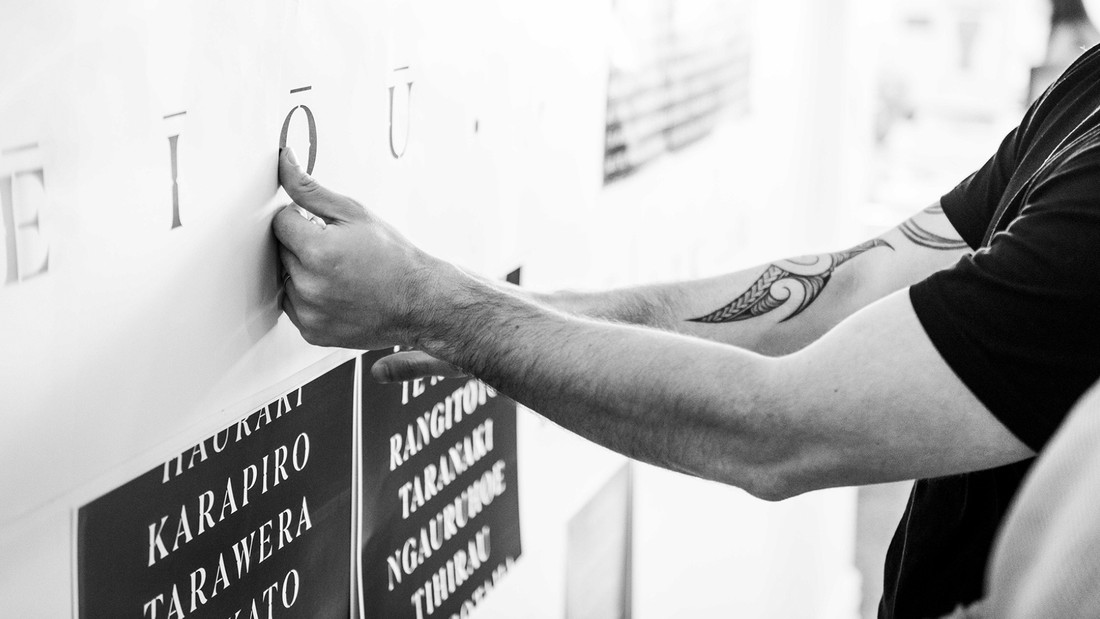 Ē Ī Ō Ū
HAURAKI
KARAPIRO
TARAWERA
RANGITOTO
TARANAKI
NGAURUHOE
TIHIRAU